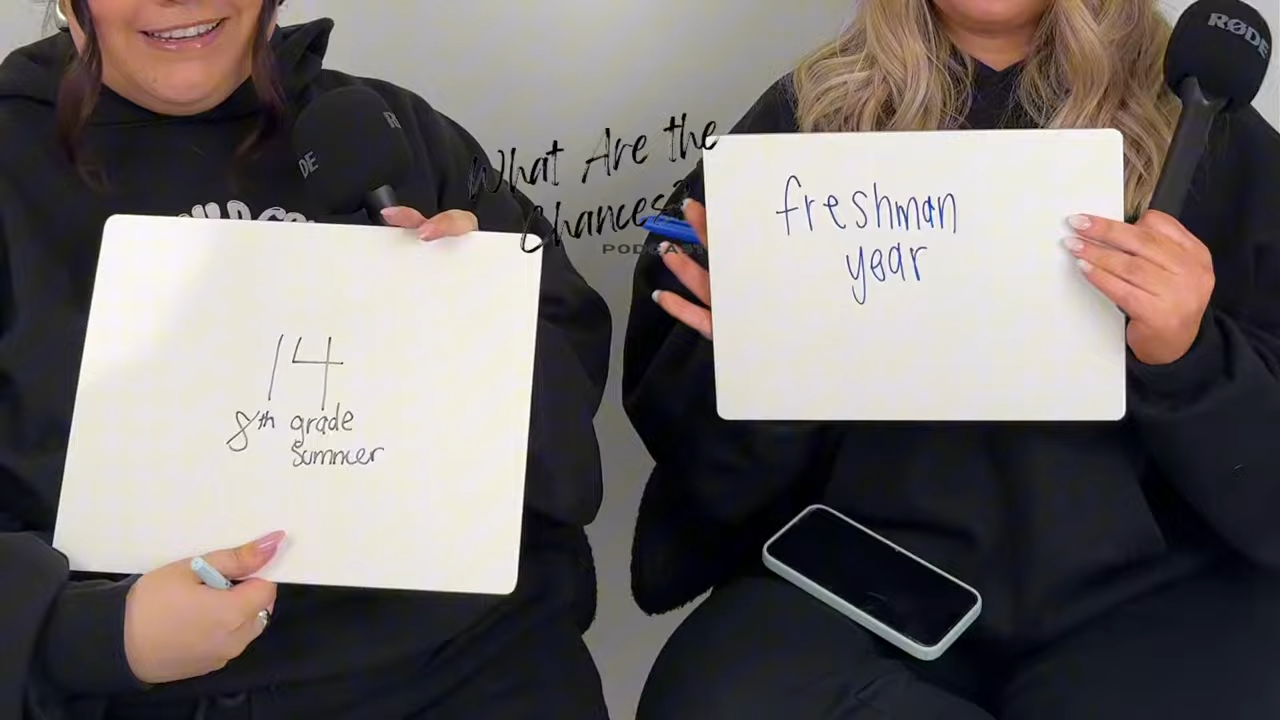 What Are the
Chances?
PODCAST
RØDE
14
8th grade
Summer
freshman
year